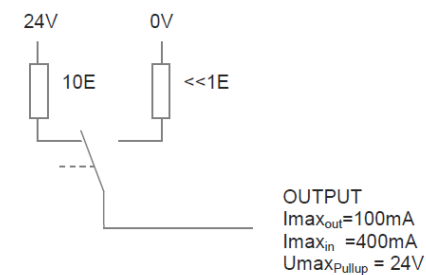 24V 0V
10E <<1E
OUTPUT
Imaxout=100mA
Imaxin =400mA
UmaxPullup = 24V